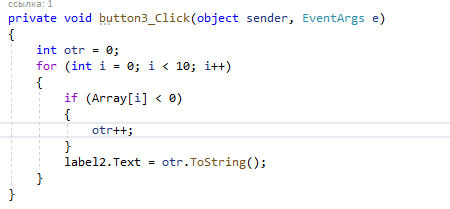 ссылка: 1
private void button3_Click(object sender, EventArgs e)
{
int otr = 0;
for (int i = 0; i < 10; i++)
{
if (Array[i] < 0)
{
otr++;
}
label2.Text = otr.ToString();
}
}